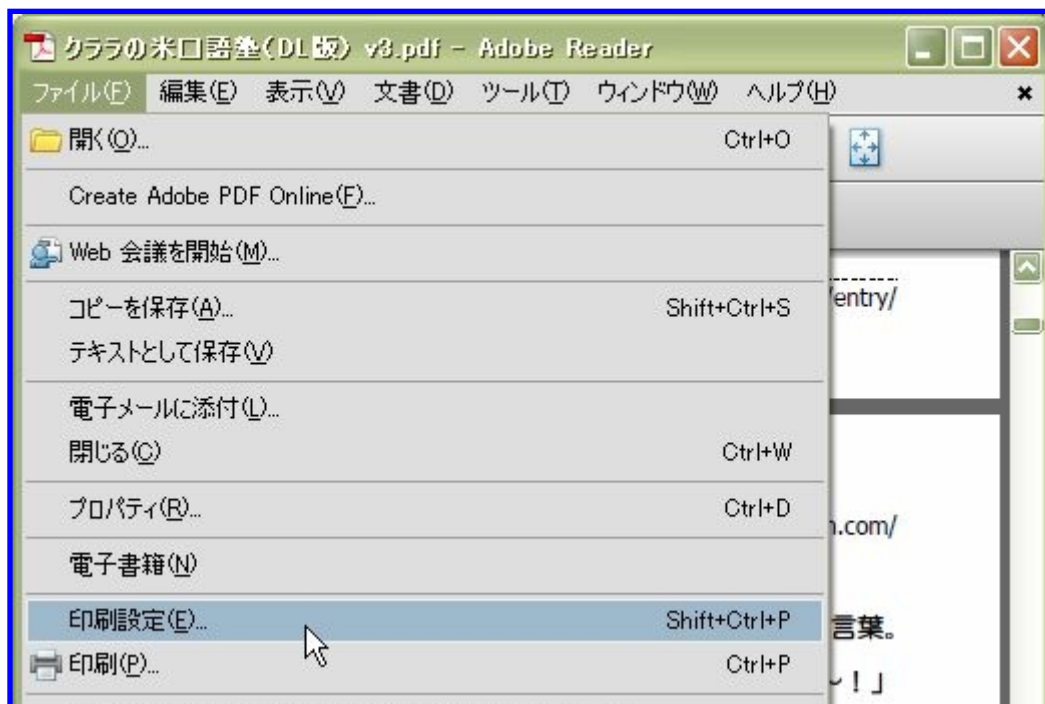 クララの米口語塾(DL版) v3.pdf - Adobe Reader
ファイル(F) 編集(E) 表示(V) 文書(D) ツール(T) ウィンドウ(W) ヘルプ(H)
開く(O)... Ctrl+O
Create Adobe PDF Online(F)...
Web 会議を開始(M)...
コピーを保存(A)... Shift+Ctrl+S
/entry/
テキストとして保存(V)
電子メールに添付(L)...
閉じる(C) Ctrl+W
プロパティ(R)... Ctrl+D
.com/
電子書籍(N)
印刷設定(E)... Shift+Ctrl+P
言葉。
印刷(P)... Ctrl+P
~!」